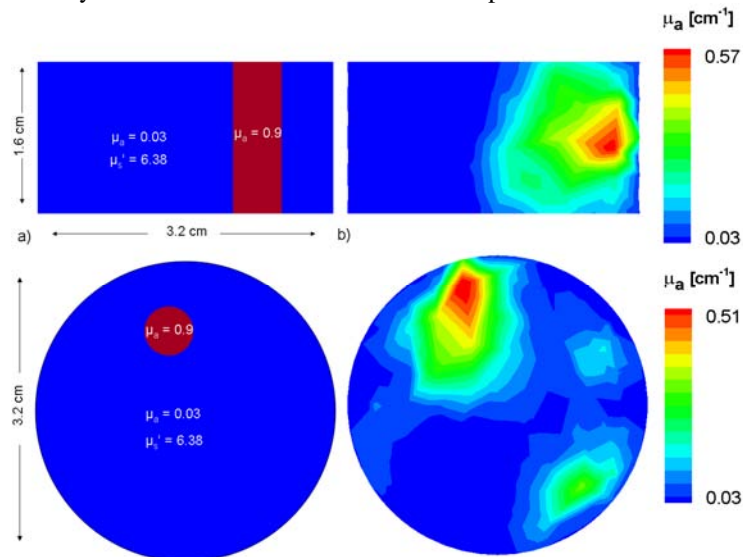 μa [cm-1]
0.57
1.6 cm
μa = 0.03
μs' = 6.38
μa = 0.9
a)
3.2 cm
b)
0.03
μa [cm-1]
0.51
3.2 cm
μa = 0.9
μa = 0.03
μs' = 6.38
0.03